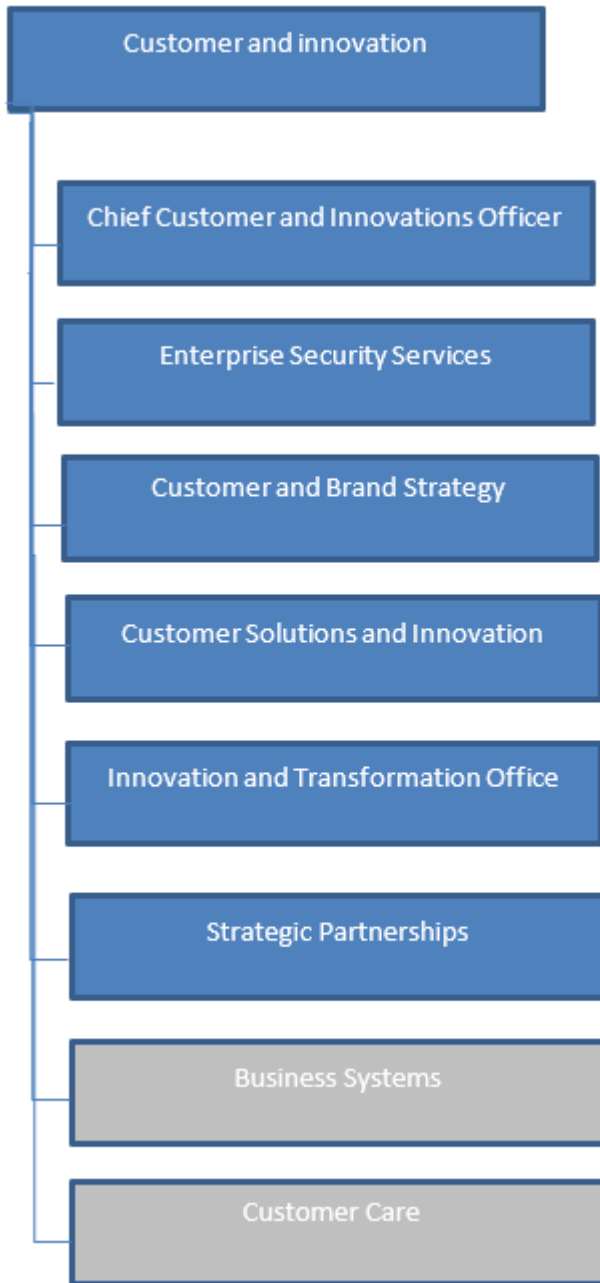 Customer and innovation
Chief Customer and Innovations Officer
Enterprise Security Services
Customer and Brand Strategy
Customer Solutions and Innovation
Innovation and Transformation Office
Strategic Partnerships
Business Systems
Customer Care